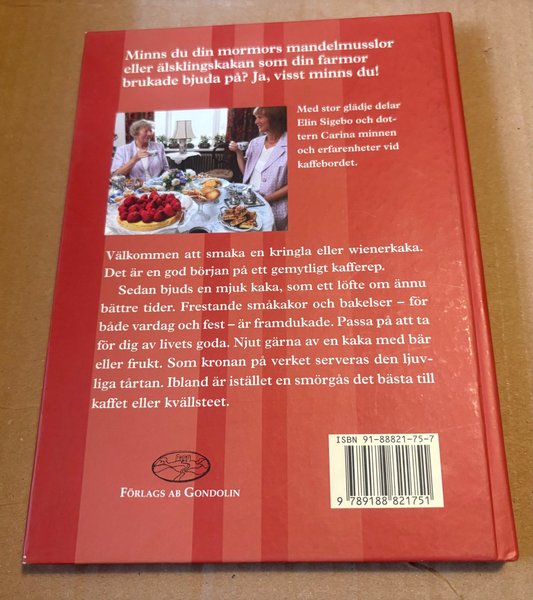 Minns du din mormors mandelmusslor
eller älsklingskakan som din farmor
brukade bjuda på? Ja, visst minns du!
Med stor glädje delar
Elin Sigebo och dot-
tern Carina minnen
och erfarenheter vid
kaffebordet.
Välkommen att smaka en kringla eller wienerkaka.
Det är en god början på ett gemytligt kafferep.
Sedan bjuds en mjuk kaka, som ett löfte om ännu
bättre tider. Frestande småkakor och bakelser – för
både vardag och fest – är framdukade. Passa på att ta
för dig av livets goda. Njut gärna av en kaka med bär
eller frukt. Som kronan på verket serveras den ljuv-
liga tårtan. Ibland är istället en smörgås det bästa till
kaffet eller kvällsteet.
ISBN 91-88821-75-7
9 789188 821751
FÖRLAGS AB GONDOLIN